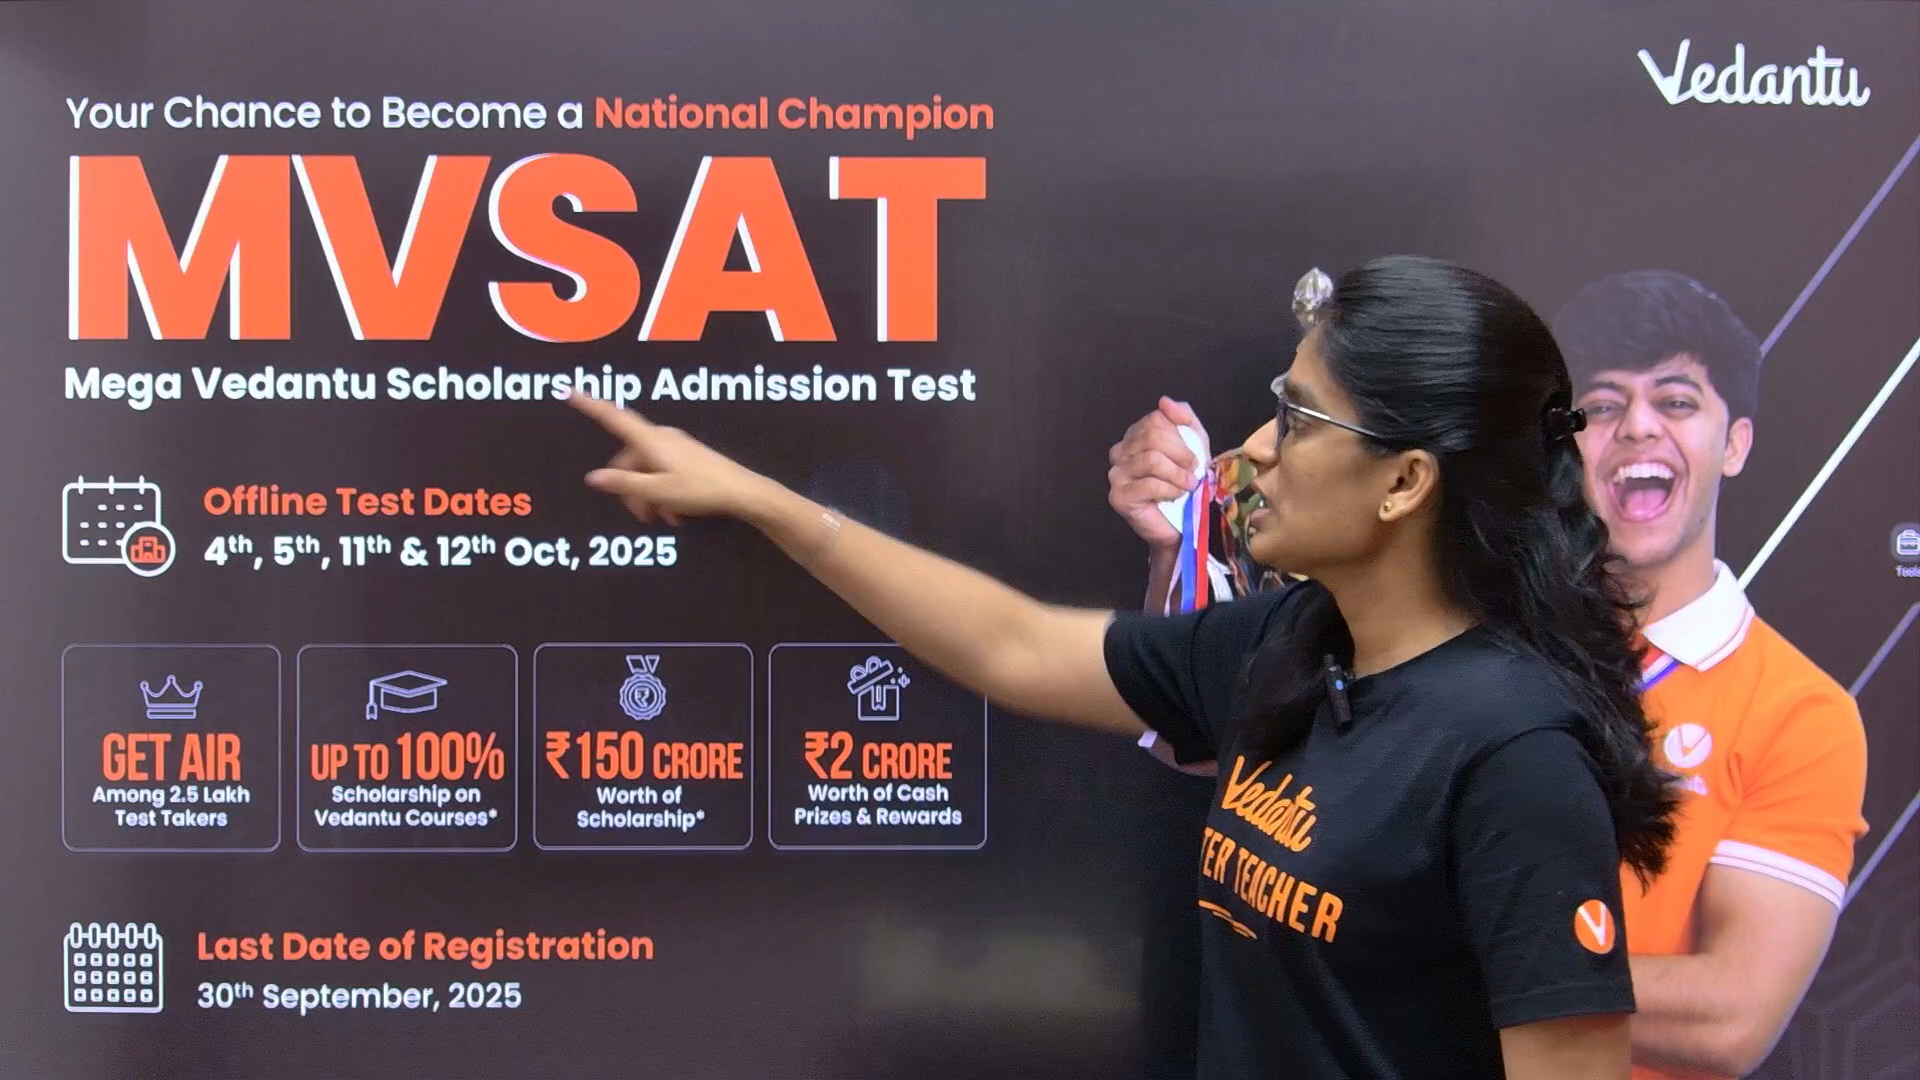 Vedantu
Your Chance to Become a National Champion
MVSAT
Mega Vedantu Scholarship Admission Test
Offline Test Dates
4th, 5th, 11th & 12th Oct, 2025
GET AIR
Among 2.5 Lakh
Test Takers
UP TO 100%
Scholarship on
Vedantu Courses*
₹150 CRORE
Worth of
Scholarship*
₹2 CRORE
Worth of Cash
Prizes & Rewards
Last Date of Registration
30th September, 2025
Vedantu
TER TEACHER